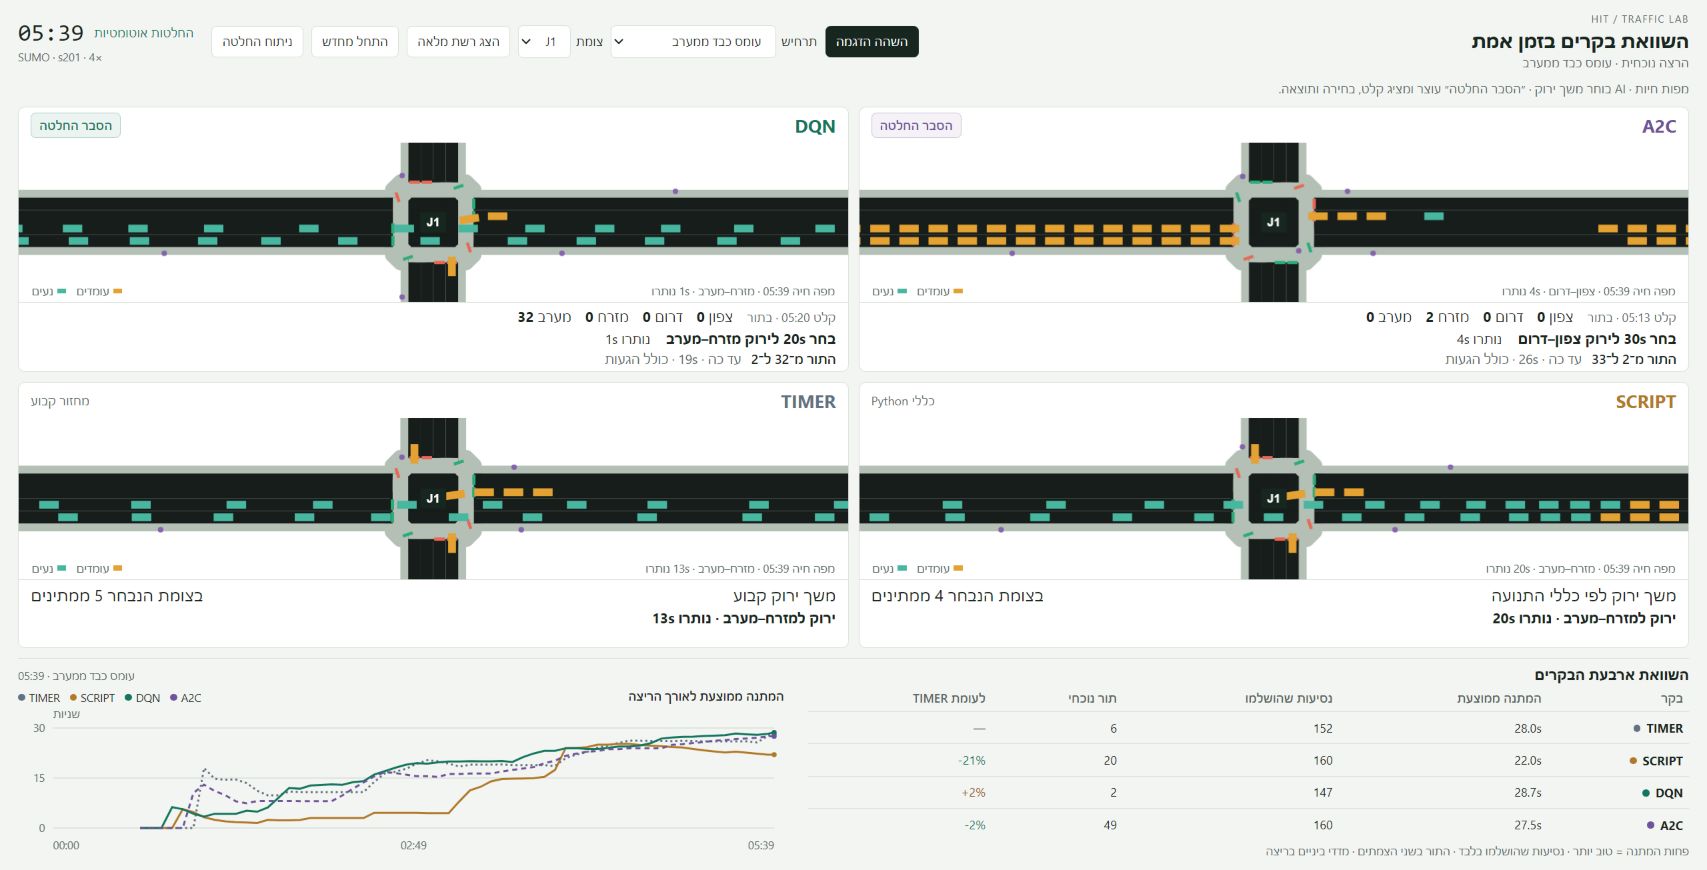 HIT / TRAFFIC LAB
השוואת בקרים בזמן אמת
הרצה נוכחית · עומס כבד ממערב
השהה הדגמה
תרחיש
עומס כבד ממערב
צומת
J1
הצג רשת מלאה
התחל מחדש
ניתוח החלטה
החלטות אוטומטיות
05:39
SUMO · s201 · 4×
מפות חיות · AI בוחר משך ירוק · "הסבר החלטה" עוצר ומציג קלט, בחירה ותוצאה.
A2C
הסבר החלטה
J1
מפה חיה 05:39 · צפון–דרום · 4s נותרו
עומדים
נעים
קלט 05:13 · בתור צפון 0 דרום 0 מזרח 2 מערב 0
בחר 30s לירוק צפון–דרום נותרו 4s
התור מ־2 ל־33 עד כה · 26s · כולל הגעות
DQN
הסבר החלטה
J1
מפה חיה 05:39 · מזרח–מערב · 1s נותרו
עומדים
נעים
קלט 05:20 · בתור צפון 0 דרום 0 מזרח 0 מערב 32
בחר 20s לירוק מזרח–מערב נותרו 1s
התור מ־32 ל־2 עד כה · 19s · כולל הגעות
SCRIPT
כללי Python
J1
מפה חיה 05:39 · מזרח–מערב · 20s נותרו
עומדים
נעים
משך ירוק לפי כללי התנועה
בצומת הנבחר 4 ממתינים
ירוק למזרח–מערב · נותרו 20s
TIMER
מחזור קבוע
J1
מפה חיה 05:39 · מזרח–מערב · 13s נותרו
עומדים
נעים
משך ירוק קבוע
בצומת הנבחר 5 ממתינים
ירוק למזרח–מערב · נותרו 13s
השוואת ארבעת הבקרים
בקר המתנה ממוצעת נסיעות שהושלמו תור נוכחי לעומת TIMER
TIMER 28.0s 152 6 —
SCRIPT 22.0s 160 20 -21%
DQN 28.7s 147 2 +2%
A2C 27.5s 160 49 -2%
פחות המתנה = טוב יותר · נסיעות שהושלמו בלבד · התור בשני הצמתים · מדדי ביניים בריצה
עומס כבד ממערב · 05:39
המתנה ממוצעת לאורך הריצה
TIMER SCRIPT DQN A2C
שניות
30
15
0
00:00 02:49 05:39